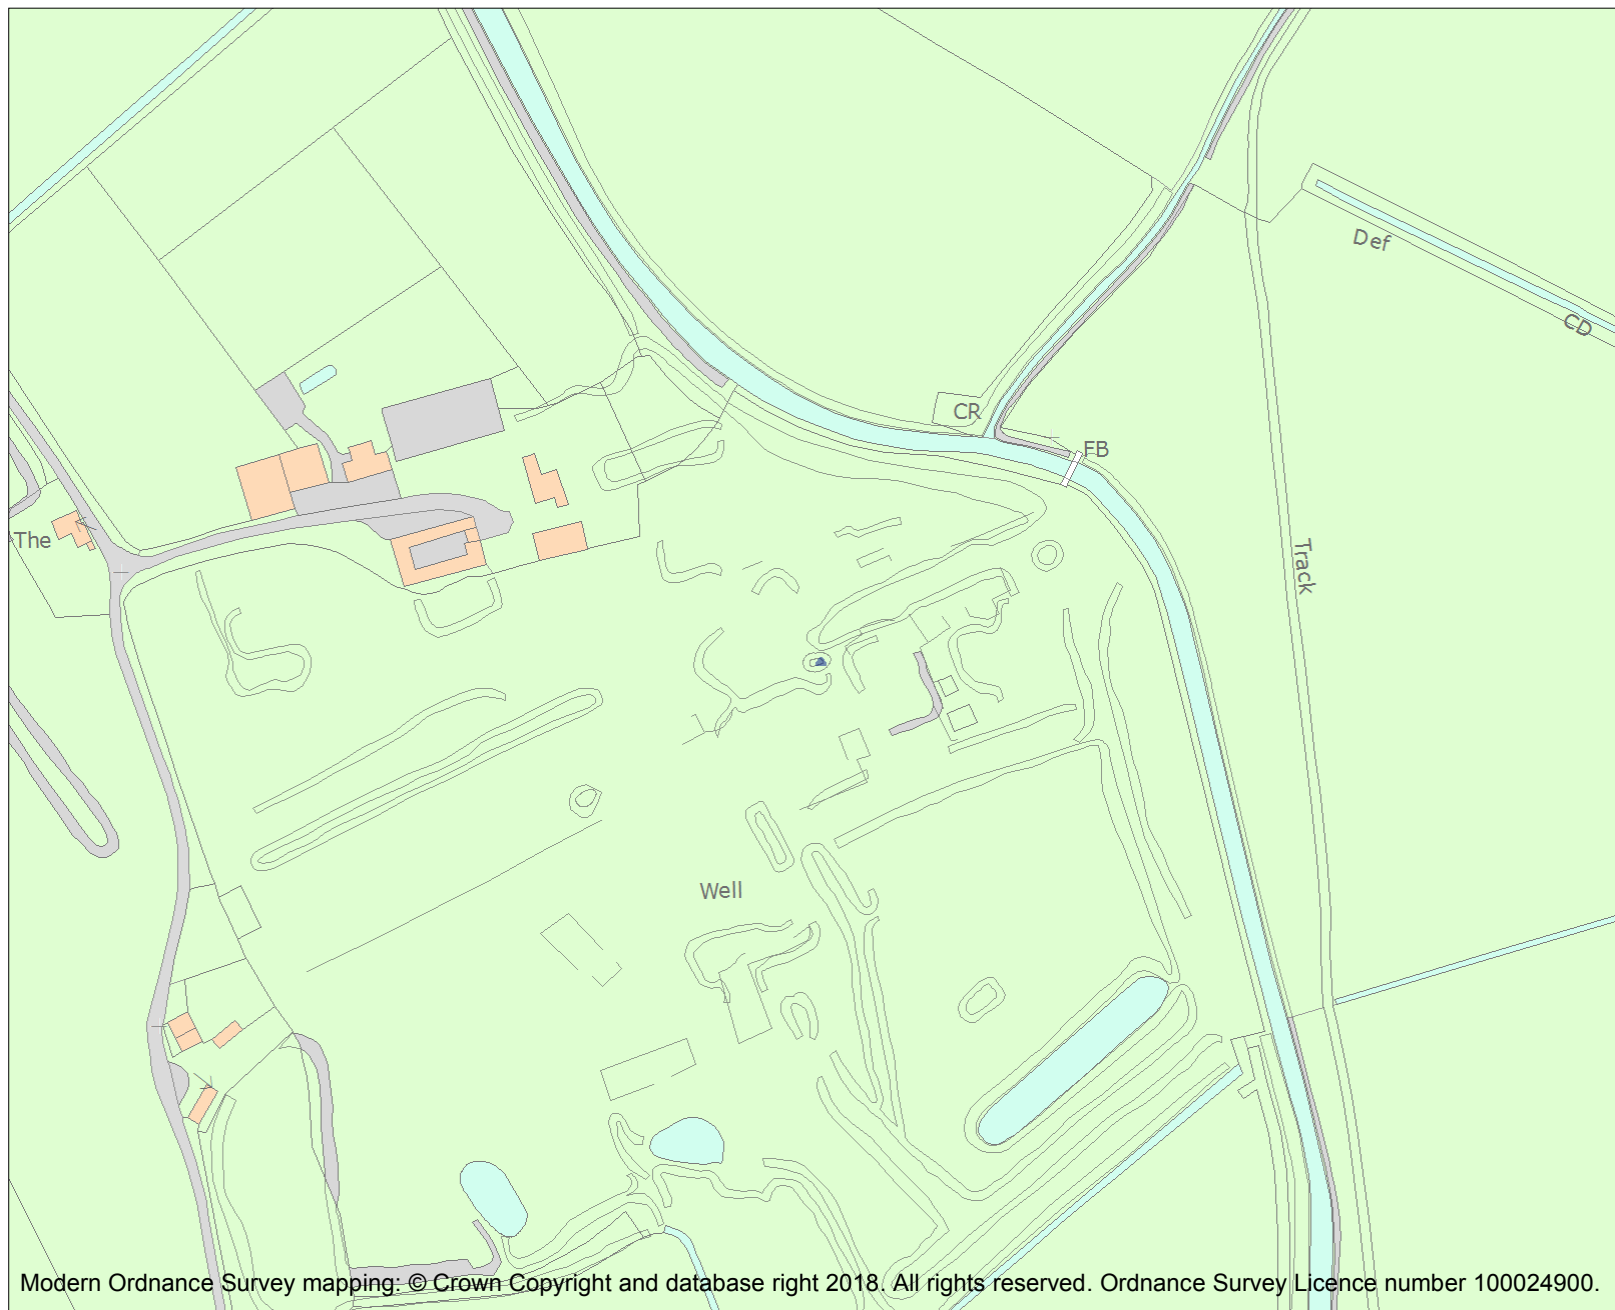 Def
CD
CR
FB
The
Track
Well
Modern Ordnance Survey mapping: © Crown Copyright and database right 2018. All rights reserved. Ordnance Survey Licence number 100024900.